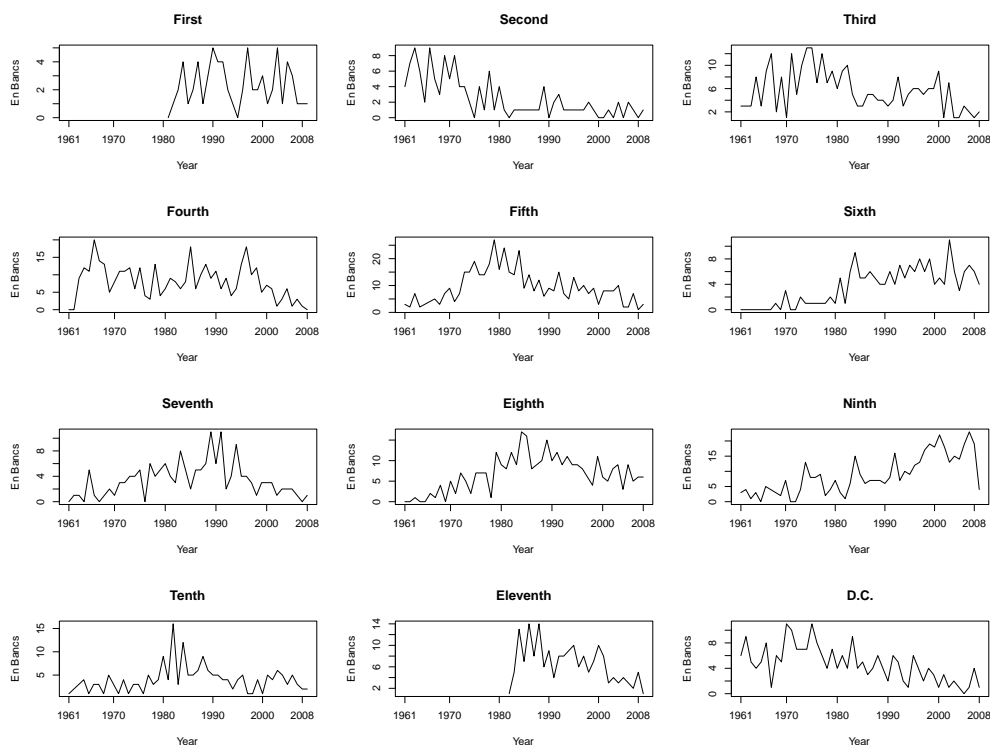 First
En Bancs
0 2 4
1961 1970 1980 1990 2000 2008
Year
Second
En Bancs
0 2 4 6 8
1961 1970 1980 1990 2000 2008
Year
Third
En Bancs
2 6 10
1961 1970 1980 1990 2000 2008
Year
Fourth
En Bancs
0 5 15
1961 1970 1980 1990 2000 2008
Year
Fifth
En Bancs
0 10 20
1961 1970 1980 1990 2000 2008
Year
Sixth
En Bancs
0 4 8
1961 1970 1980 1990 2000 2008
Year
Seventh
En Bancs
0 4 8
1961 1970 1980 1990 2000 2008
Year
Eighth
En Bancs
0 5 10
1961 1970 1980 1990 2000 2008
Year
Ninth
En Bancs
0 5 15
1961 1970 1980 1990 2000 2008
Year
Tenth
En Bancs
5 10 15
1961 1970 1980 1990 2000 2008
Year
Eleventh
En Bancs
2 6 10 14
1961 1970 1980 1990 2000 2008
Year
D.C.
En Bancs
0 4 8
1961 1970 1980 1990 2000 2008
Year